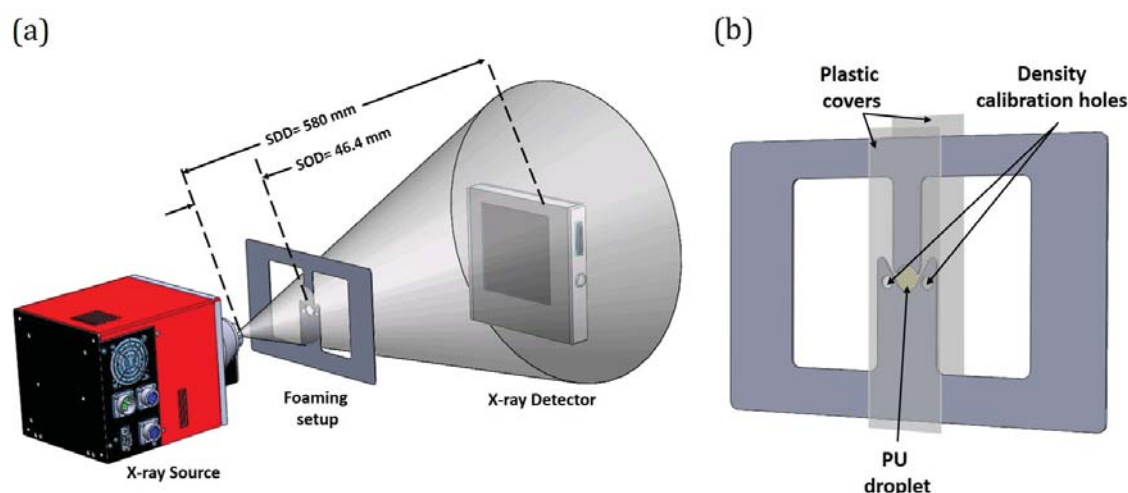 (a)
SDD= 580 mm
SOD= 46.4 mm
Foaming
setup
X-ray Detector
X-ray Source
(b)
Plastic
covers
Density
calibration holes
PU
droplet